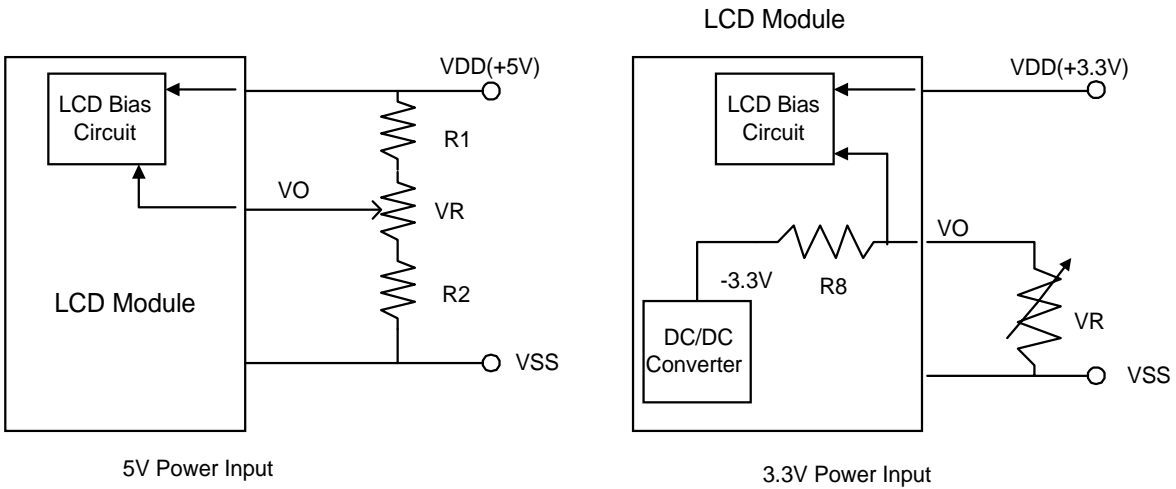 VDD(+5V)
LCD Bias
Circuit
R1
VO
VR
R2
LCD Module
VSS
5V Power Input
LCD Module
VDD(+3.3V)
LCD Bias
Circuit
VO
-3.3V
R8
VR
DC/DC
Converter
VSS
3.3V Power Input